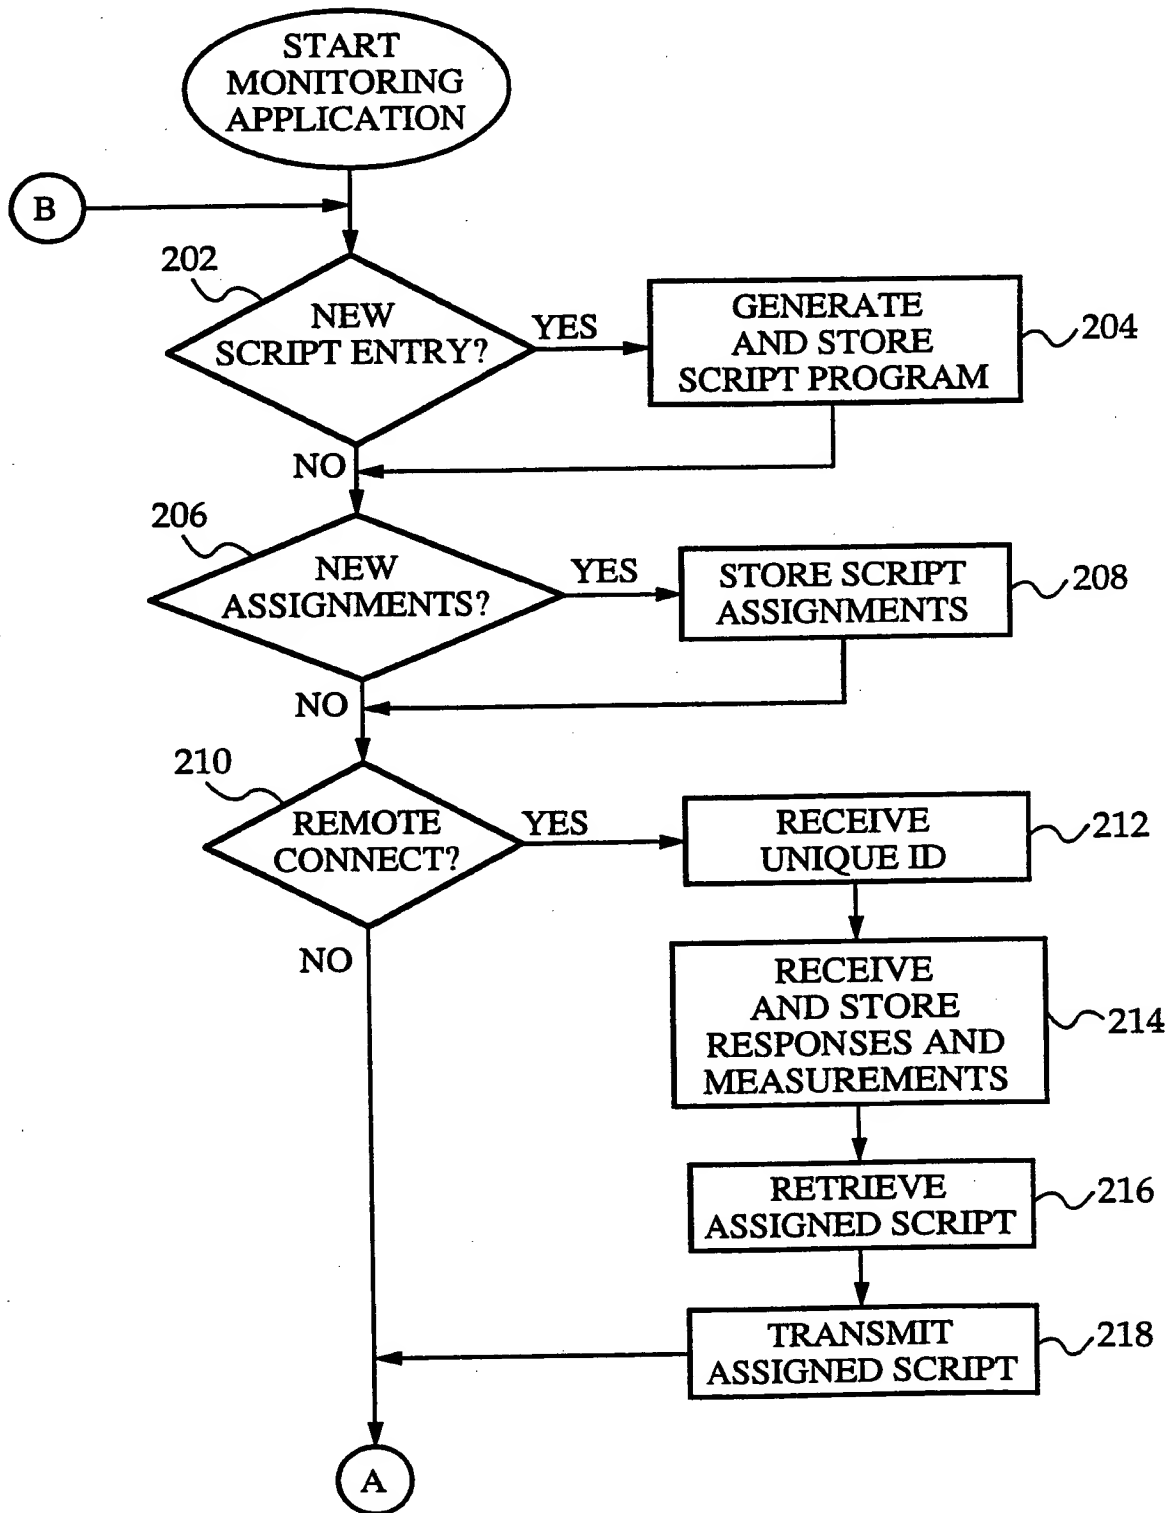 START
MONITORING
APPLICATION
B
202
NEW
SCRIPT ENTRY?
YES
GENERATE
AND STORE
SCRIPT PROGRAM
204
NO
206
NEW
ASSIGNMENTS?
YES
STORE SCRIPT
ASSIGNMENTS
208
NO
210
REMOTE
CONNECT?
YES
RECEIVE
UNIQUE ID
212
NO
RECEIVE
AND STORE
RESPONSES AND
MEASUREMENTS
214
RETRIEVE
ASSIGNED SCRIPT
216
TRANSMIT
ASSIGNED SCRIPT
218
A